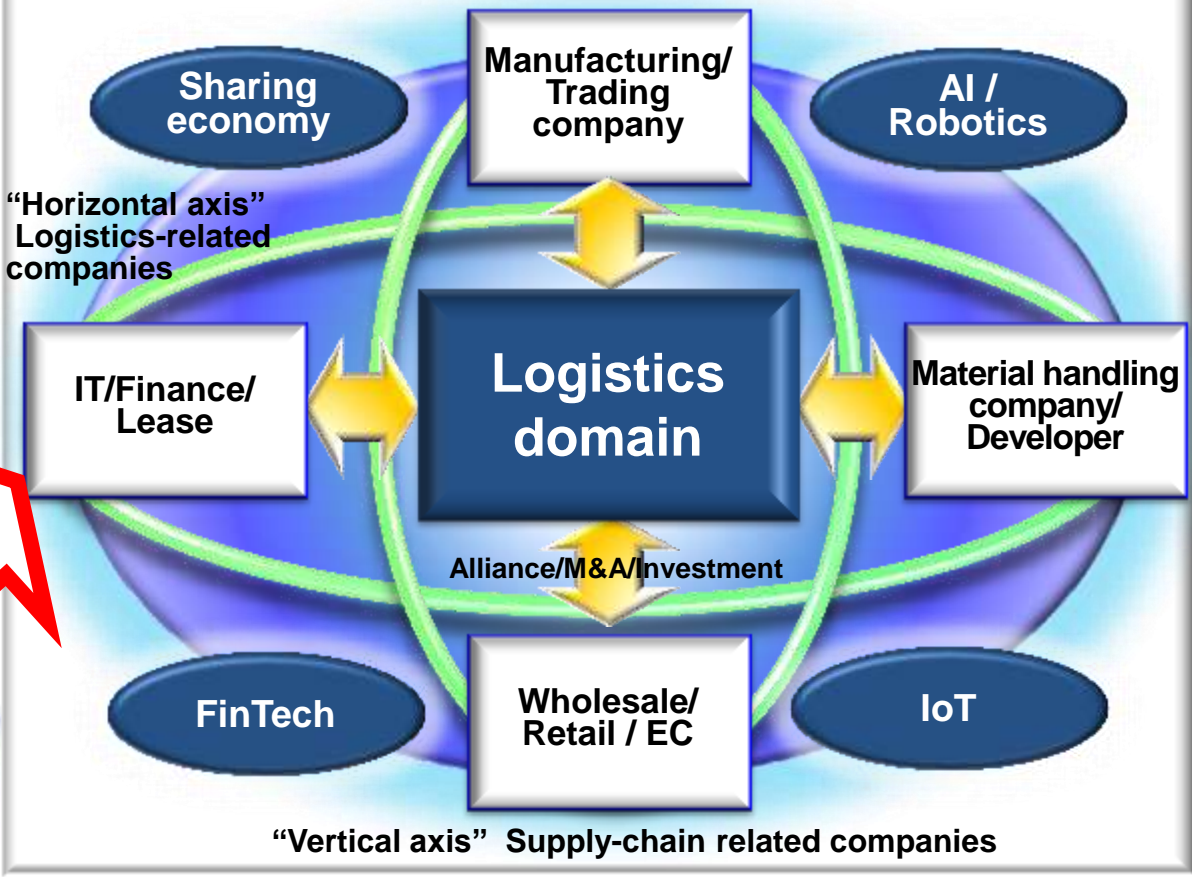 Manufacturing/
Trading
company
Sharing
economy
AI /
Robotics
“Horizontal axis”
Logistics-related
companies
IT/Finance/
Lease
Logistics
domain
Material handling
company/
Developer
Alliance/M&A/Investment
FinTech
Wholesale/
Retail / EC
IoT
“Vertical axis”  Supply-chain related companies